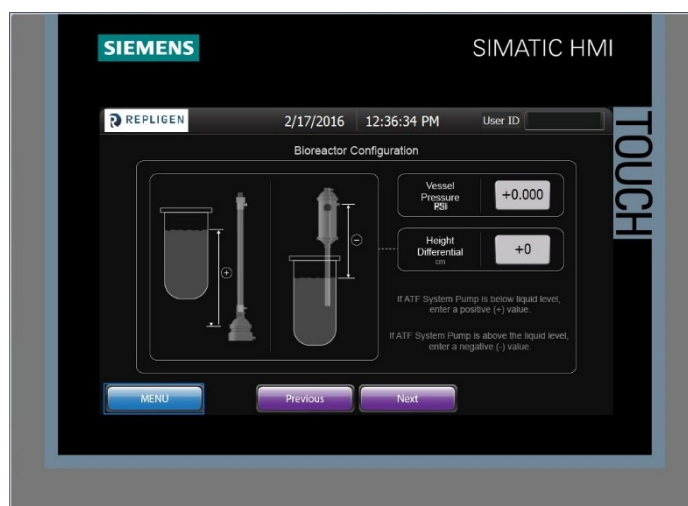 SIEMENS
SIMATIC HMI
TOUCH
REPLIGEN
2/17/2016
12:36:34 PM
User ID
Bioreactor Configuration
Vessel
Pressure
PSI
+0.000
Height
Differential
cm
+0
If ATF System Pump is below liquid level,
enter a positive (+) value.
If ATF System Pump is above the liquid level,
enter a negative (-) value.
+
-
MENU
Previous
Next